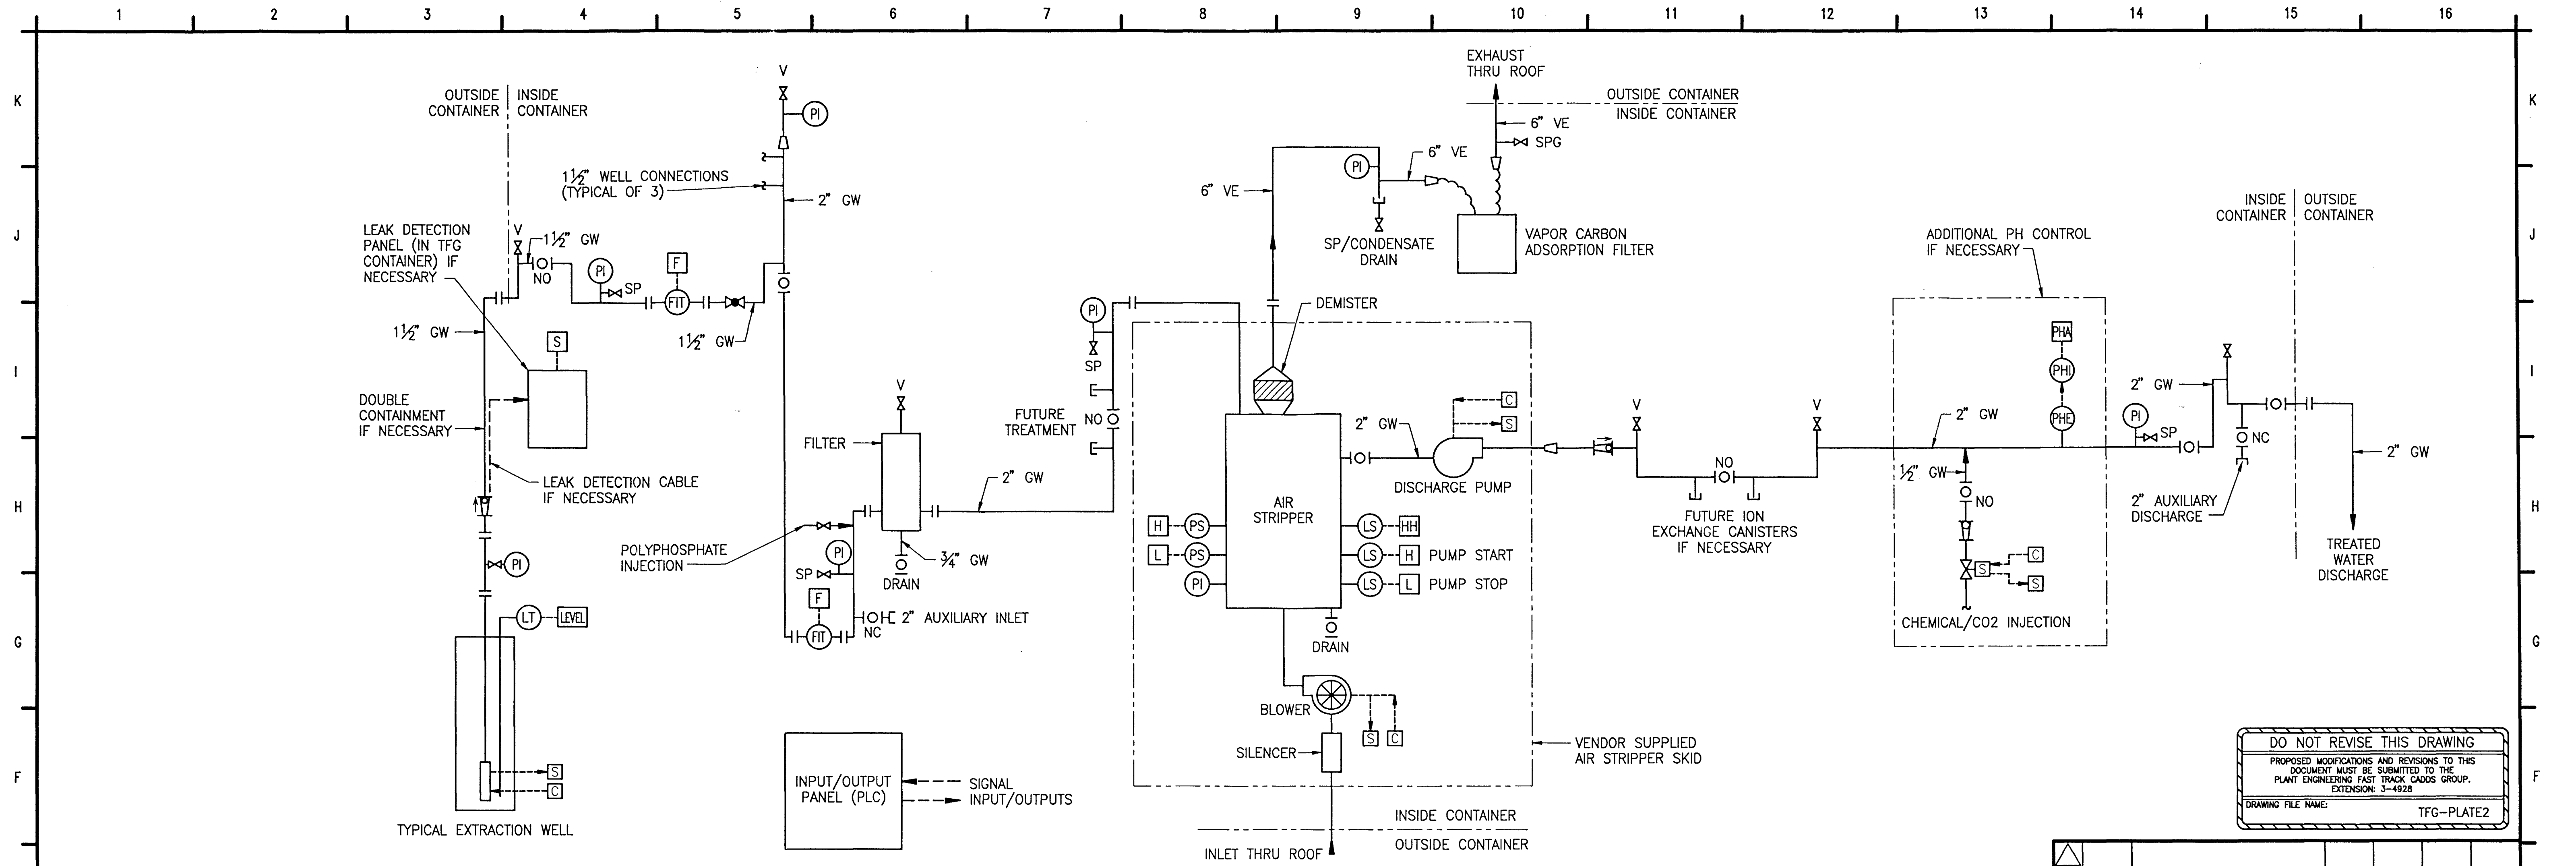 1 2 3 4 5 6 7 8 9 10 11 12 13 14 15 16
K
J
I
H
G
F
K
J
I
H
G
F
OUTSIDE CONTAINER
INSIDE CONTAINER
V
PI
1½" WELL CONNECTIONS
(TYPICAL OF 3)
2" GW
LEAK DETECTION
PANEL (IN TFG
CONTAINER) IF
NECESSARY
V
1½" GW
NO
PI
SP
F
FIT
1½" GW
1½" GW
S
DOUBLE
CONTAINMENT
IF NECESSARY
LEAK DETECTION CABLE
IF NECESSARY
PI
LT
LEVEL
S
C
TYPICAL EXTRACTION WELL
V
FILTER
2" GW
POLYPHOSPHATE
INJECTION
PI
SP
¾" GW
DRAIN
F
FIT
2" AUXILIARY INLET
NC
INPUT/OUTPUT
PANEL (PLC)
SIGNAL
INPUT/OUTPUTS
PI
SP
FUTURE
TREATMENT
NO
6" VE
PI
6" VE
SP/CONDENSATE
DRAIN
EXHAUST
THRU ROOF
OUTSIDE CONTAINER
INSIDE CONTAINER
6" VE
SPG
VAPOR CARBON
ADSORPTION FILTER
DEMISTER
C
S
2" GW
DISCHARGE PUMP
AIR
STRIPPER
H PS
L PS
PI
LS HH
LS H PUMP START
LS L PUMP STOP
DRAIN
BLOWER
S C
SILENCER
VENDOR SUPPLIED
AIR STRIPPER SKID
INSIDE CONTAINER
OUTSIDE CONTAINER
INLET THRU ROOF
V
V
NO
FUTURE ION
EXCHANGE CANISTERS
IF NECESSARY
ADDITIONAL PH CONTROL
IF NECESSARY
PHA
PHI
PHE
2" GW
½" GW
NO
C
S
S
CHEMICAL/CO2 INJECTION
INSIDE CONTAINER
OUTSIDE CONTAINER
2" GW
PI
SP
NC
2" AUXILIARY
DISCHARGE
2" GW
TREATED
WATER
DISCHARGE
DO NOT REVISE THIS DRAWING
PROPOSED MODIFICATIONS AND REVISIONS TO THIS
DOCUMENT MUST BE SUBMITTED TO THE
PLANT ENGINEERING FAST TRACK CADDS GROUP.
EXTENSION: 3-4928
DRAWING FILE NAME:
TFG-PLATE2